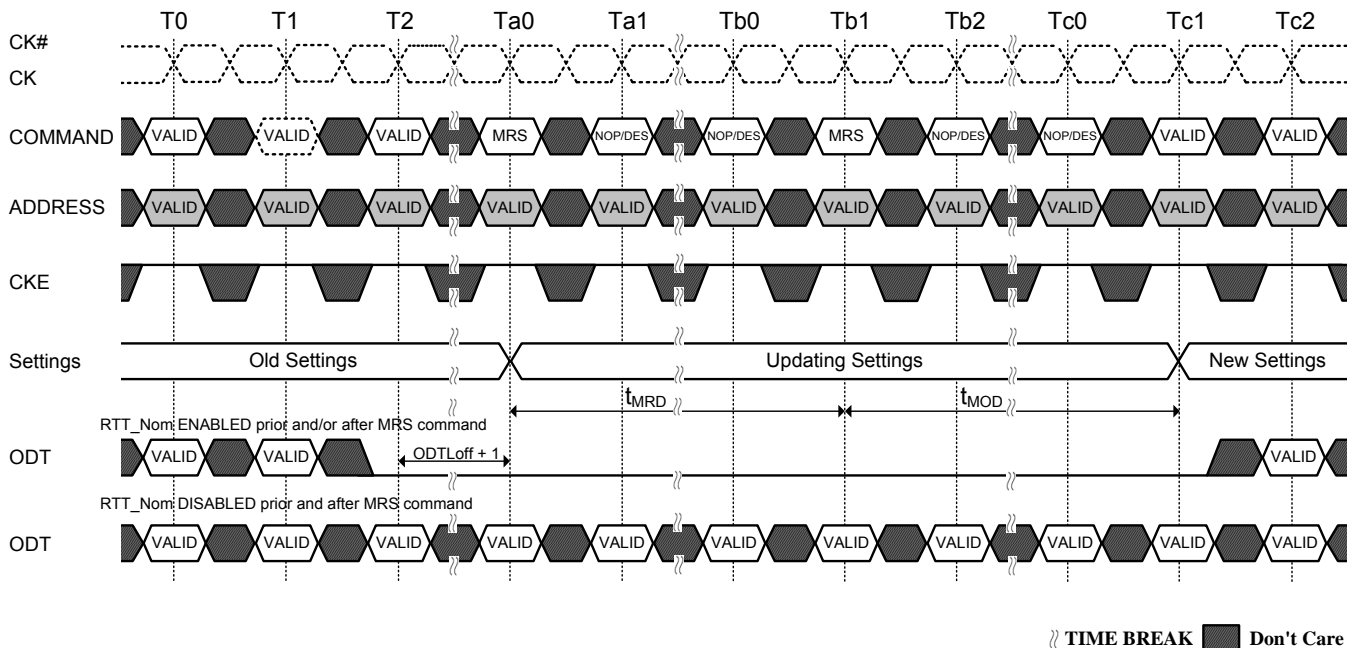 T0 T1 T2 Ta0 Ta1 Tb0 Tb1 Tb2 Tc0 Tc1 Tc2
CK#
CK
COMMAND VALID VALID VALID MRS NOP/DES NOP/DES MRS NOP/DES NOP/DES VALID VALID
ADDRESS VALID VALID VALID VALID VALID VALID VALID VALID VALID VALID VALID
CKE
Settings Old Settings Updating Settings New Settings
tMRD tMOD
RTT_Nom ENABLED prior and/or after MRS command
ODT VALID VALID ODTLoff + 1 VALID
RTT_Nom DISABLED prior and after MRS command
ODT VALID VALID VALID VALID VALID VALID VALID VALID VALID VALID VALID
TIME BREAK Don't Care